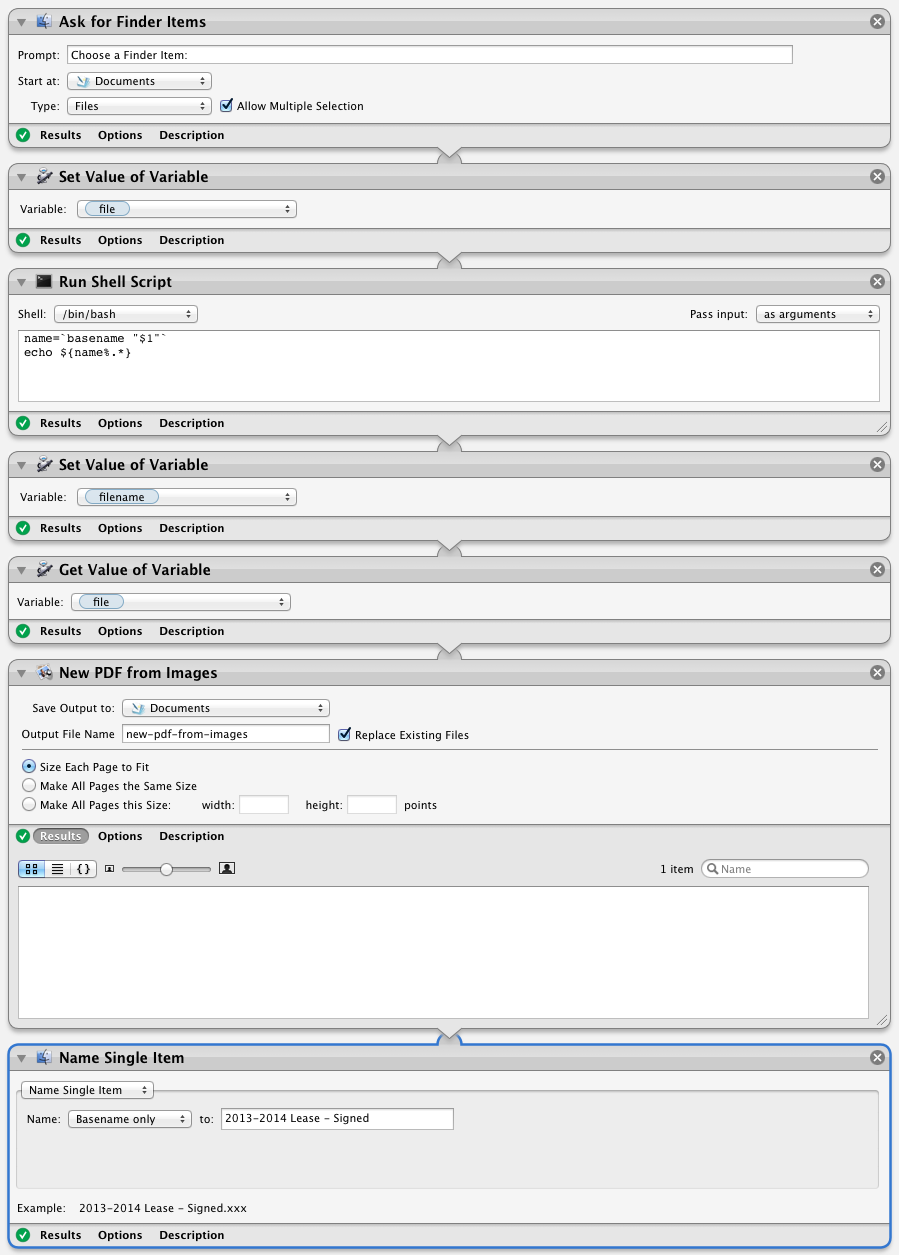 Ask for Finder Items
Prompt: Choose a Finder Item:
Start at: Documents
Type: Files Allow Multiple Selection
Results Options Description
Set Value of Variable
Variable: file
Results Options Description
Run Shell Script
Shell: /bin/bash Pass input: as arguments
name=`basename "$1"`
echo ${name%.*}
Results Options Description
Set Value of Variable
Variable: filename
Results Options Description
Get Value of Variable
Variable: file
Results Options Description
New PDF from Images
Save Output to: Documents
Output File Name new-pdf-from-images Replace Existing Files
Size Each Page to Fit
Make All Pages the Same Size
Make All Pages this Size: width: height: points
Results Options Description
{} 1 item Name
Name Single Item
Name Single Item
Name: Basename only to: 2013-2014 Lease - Signed
Example: 2013-2014 Lease - Signed.xxx
Results Options Description